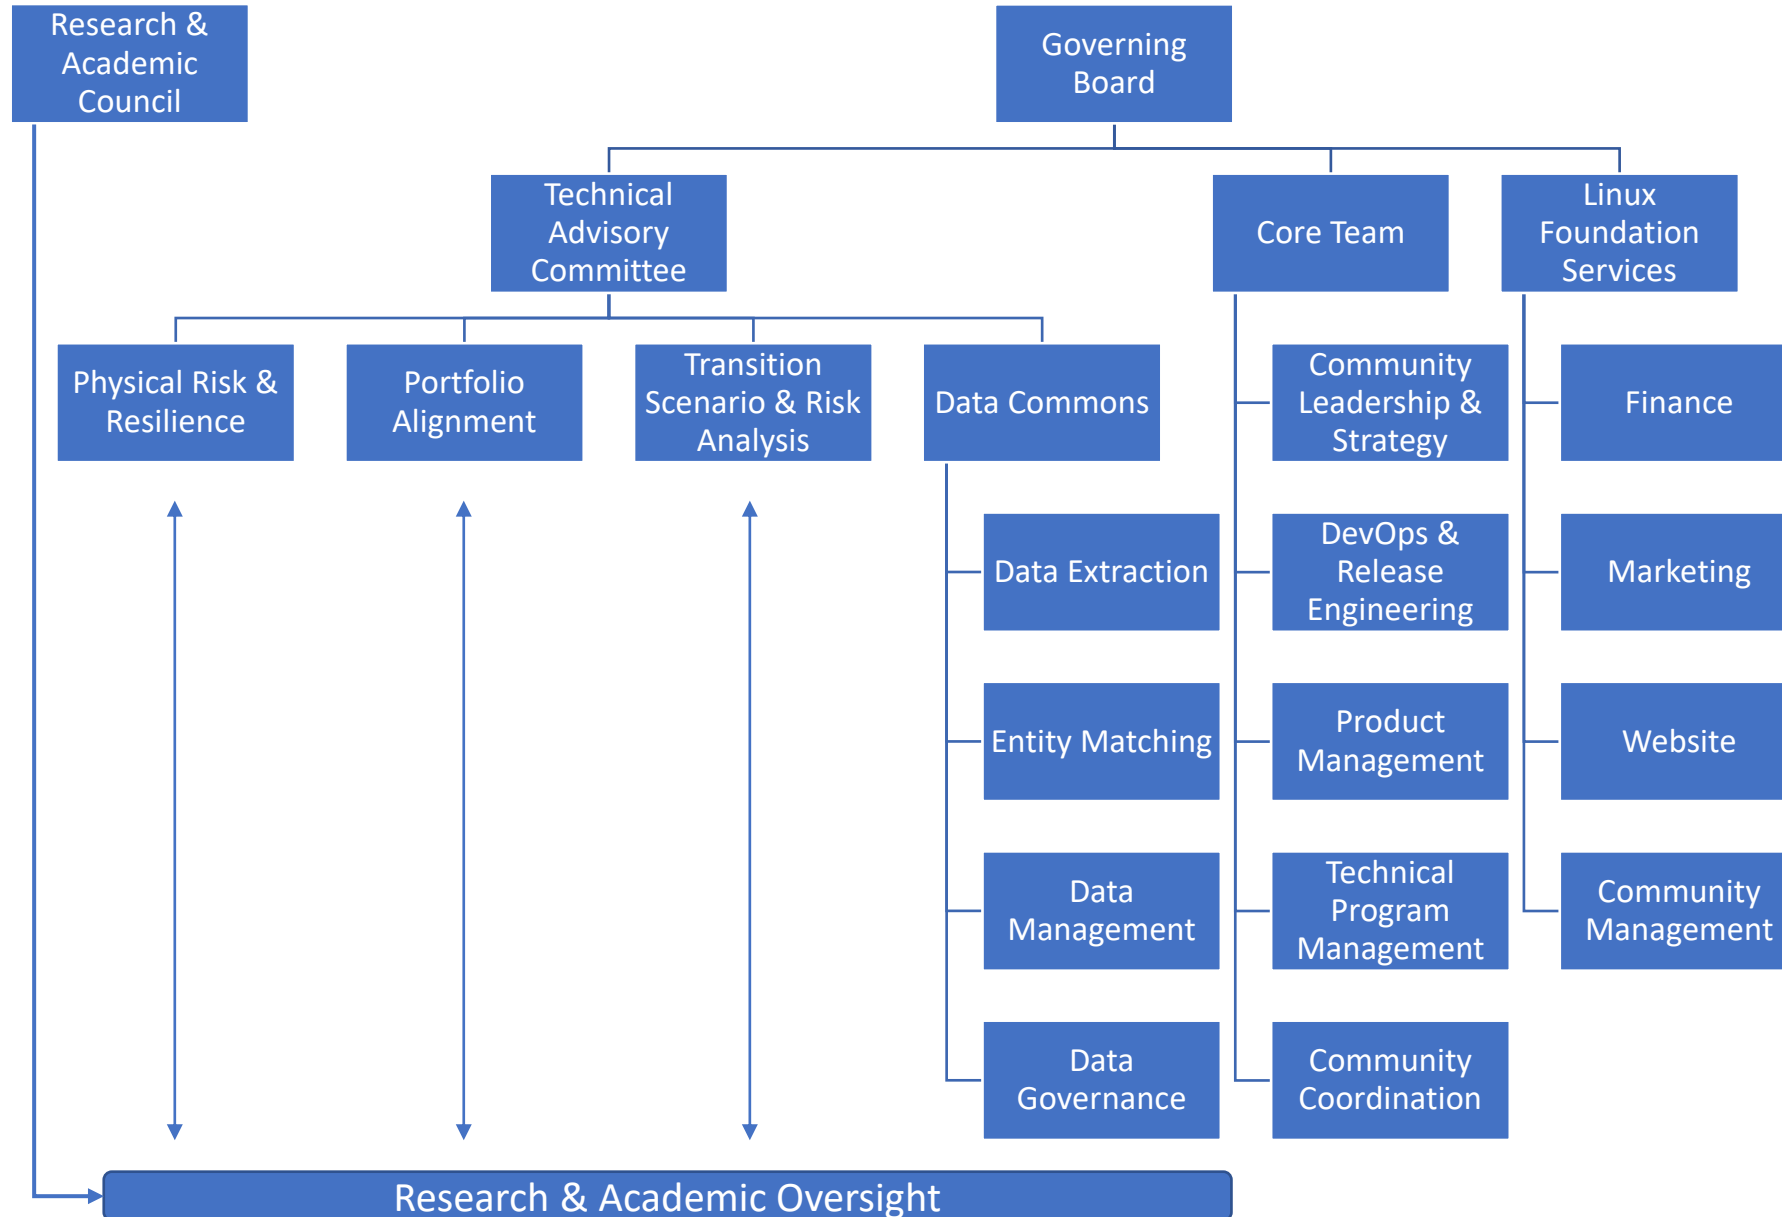 Research &
Academic
Council
Governing
Board
Technical
Advisory
Committee
Core Team
Linux
Foundation
Services
Physical Risk &
Resilience
Portfolio
Alignment
Transition
Scenario & Risk
Analysis
Data Commons
Community
Leadership &
Strategy
Finance
Data Extraction
DevOps &
Release
Engineering
Marketing
Entity Matching
Product
Management
Website
Data
Management
Technical
Program
Management
Community
Management
Data
Governance
Community
Coordination
Research & Academic Oversight